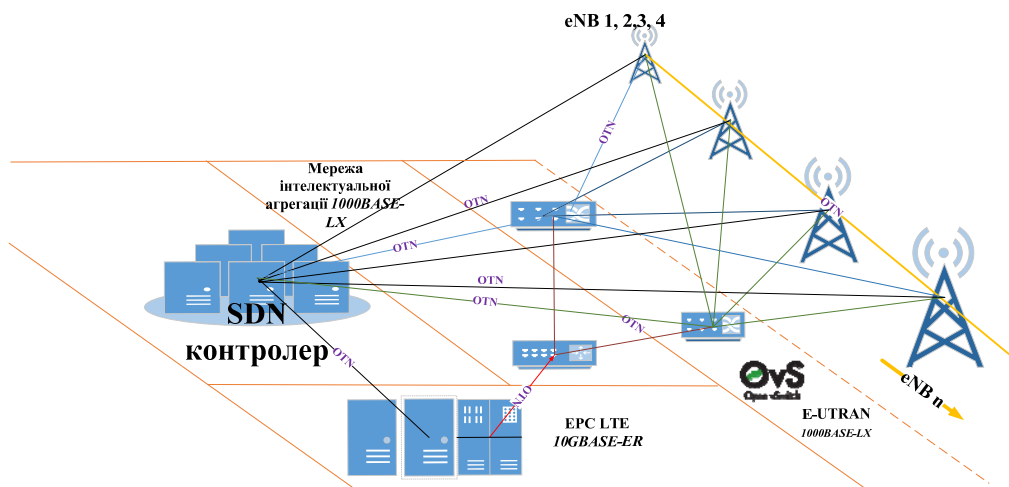 eNB 1, 2,3, 4
OTN
Мережа
інтелектуальної
агрегації 1000BASE-
LX
OTN
OTN
OTN
OTN
OTN
SDN
контролер
OTN
OTN
OTN
OvS
Open vSwitch
eNB n
EPC LTE
10GBASE-ER
E-UTRAN
1000BASE-LX